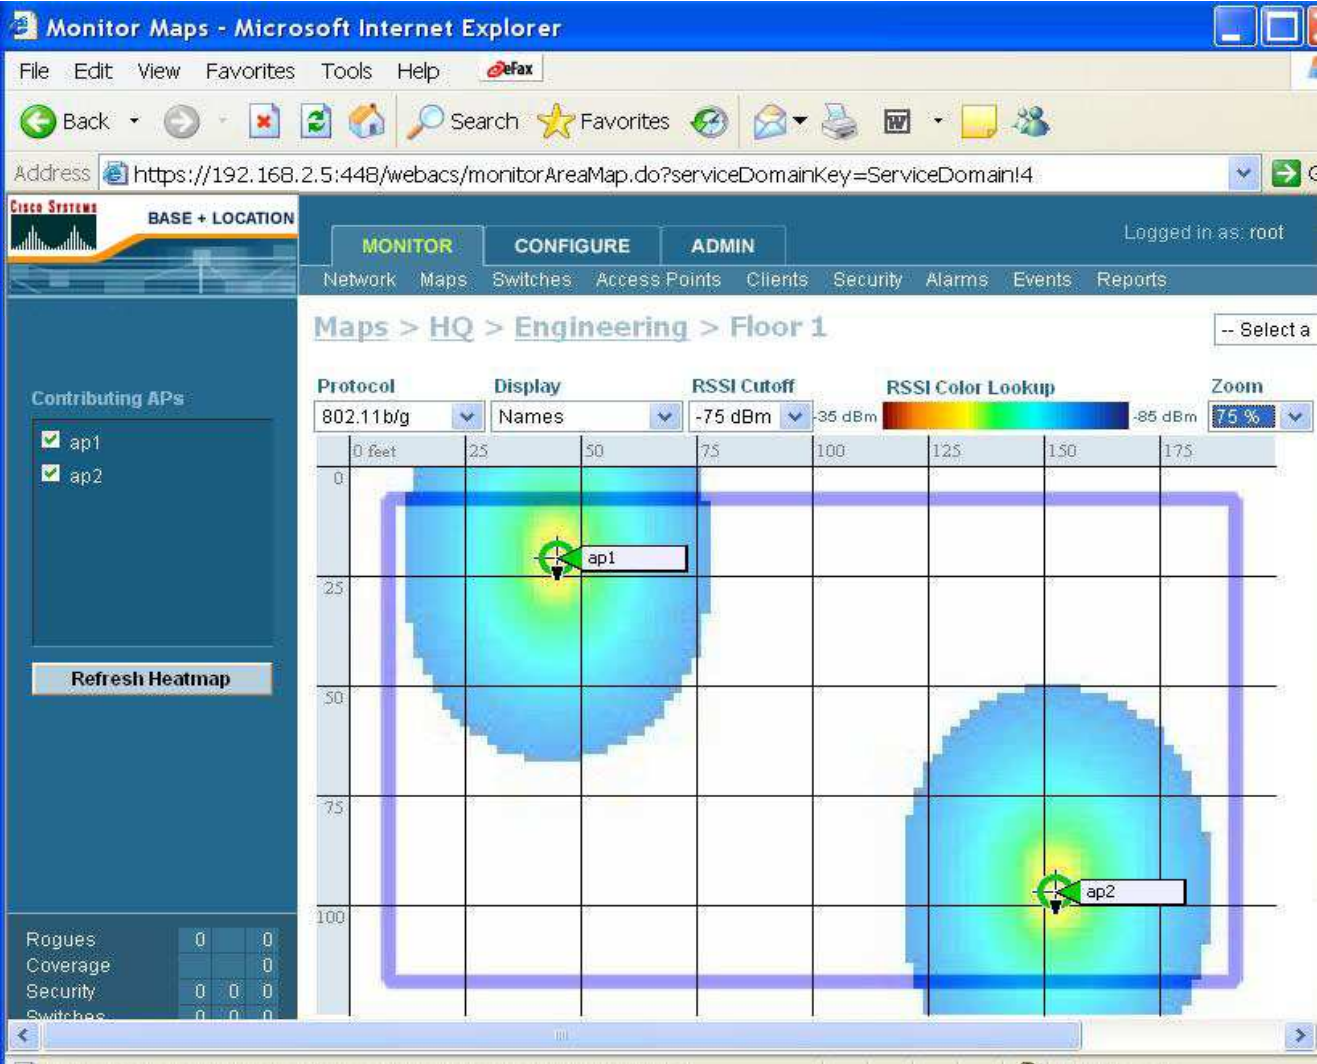 Monitor Maps - Microsoft Internet Explorer
File Edit View Favorites Tools Help eFax
Back Search Favorites
Address https://192.168.2.5:448/webacs/monitorAreaMap.do?serviceDomainKey=ServiceDomain!4
CISCO SYSTEMS BASE + LOCATION
MONITOR CONFIGURE ADMIN Logged in as: root
Network Maps Switches Access Points Clients Security Alarms Events Reports
Maps > HQ > Engineering > Floor 1 -- Select a
Contributing APs
ap1
ap2
Refresh Heatmap
Protocol Display RSSI Cutoff RSSI Color Lookup Zoom
802.11b/g Names -75 dBm -35 dBm -85 dBm 75 %
0 feet 25 50 75 100 125 150 175
0
ap1
25
50
75
ap2
100
Rogues 0 0
Coverage 0
Security 0 0 0
Switches 0 0 0